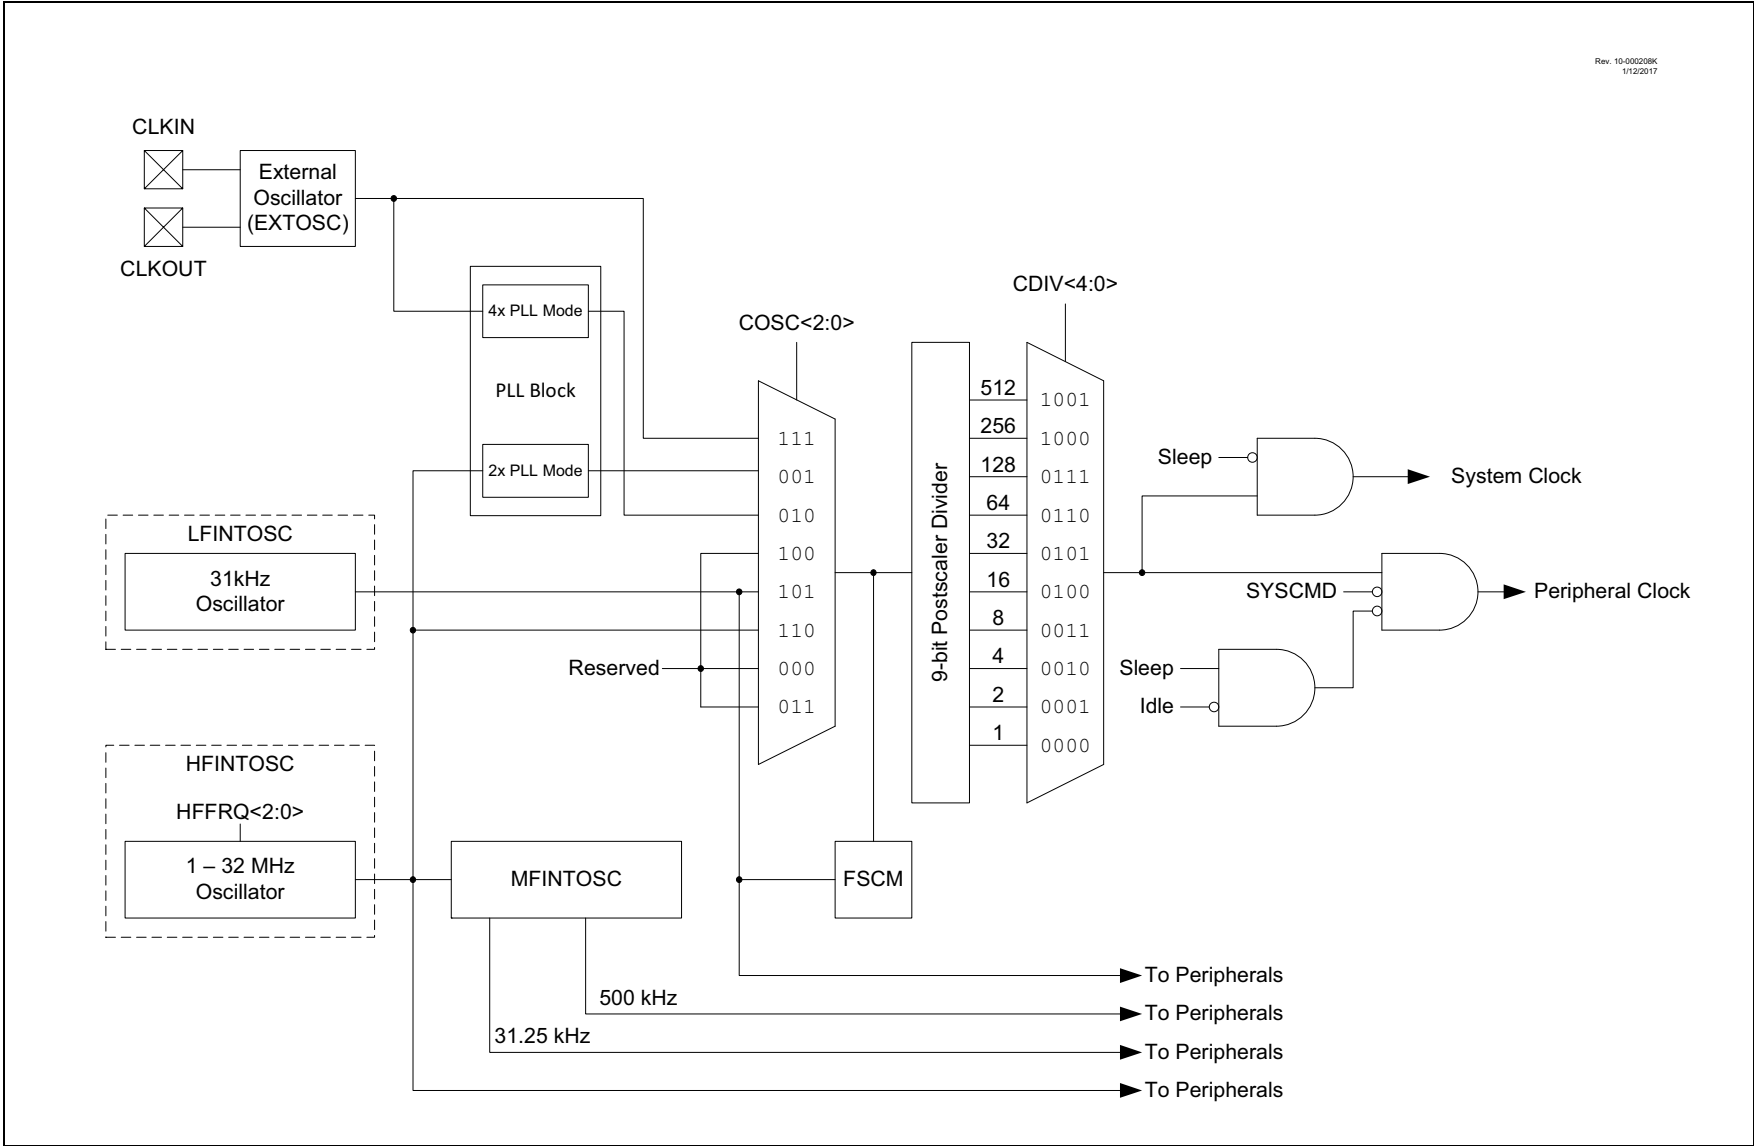 Rev. 10-000208K
1/12/2017
CLKIN
External
Oscillator
(EXTOSC)
CLKOUT
4x PLL Mode
PLL Block
2x PLL Mode
COSC<2:0>
111
001
010
100
101
110
000
011
Reserved
LFINTOSC
31kHz
Oscillator
HFINTOSC
HFFRQ<2:0>
1 – 32 MHz
Oscillator
MFINTOSC
FSCM
9-bit Postscaler Divider
CDIV<4:0>
512
1001
256
1000
128
0111
64
0110
32
0101
16
0100
8
0011
4
0010
2
0001
1
0000
Sleep
System Clock
SYSCMD
Peripheral Clock
Sleep
Idle
To Peripherals
500 kHz
To Peripherals
31.25 kHz
To Peripherals
To Peripherals